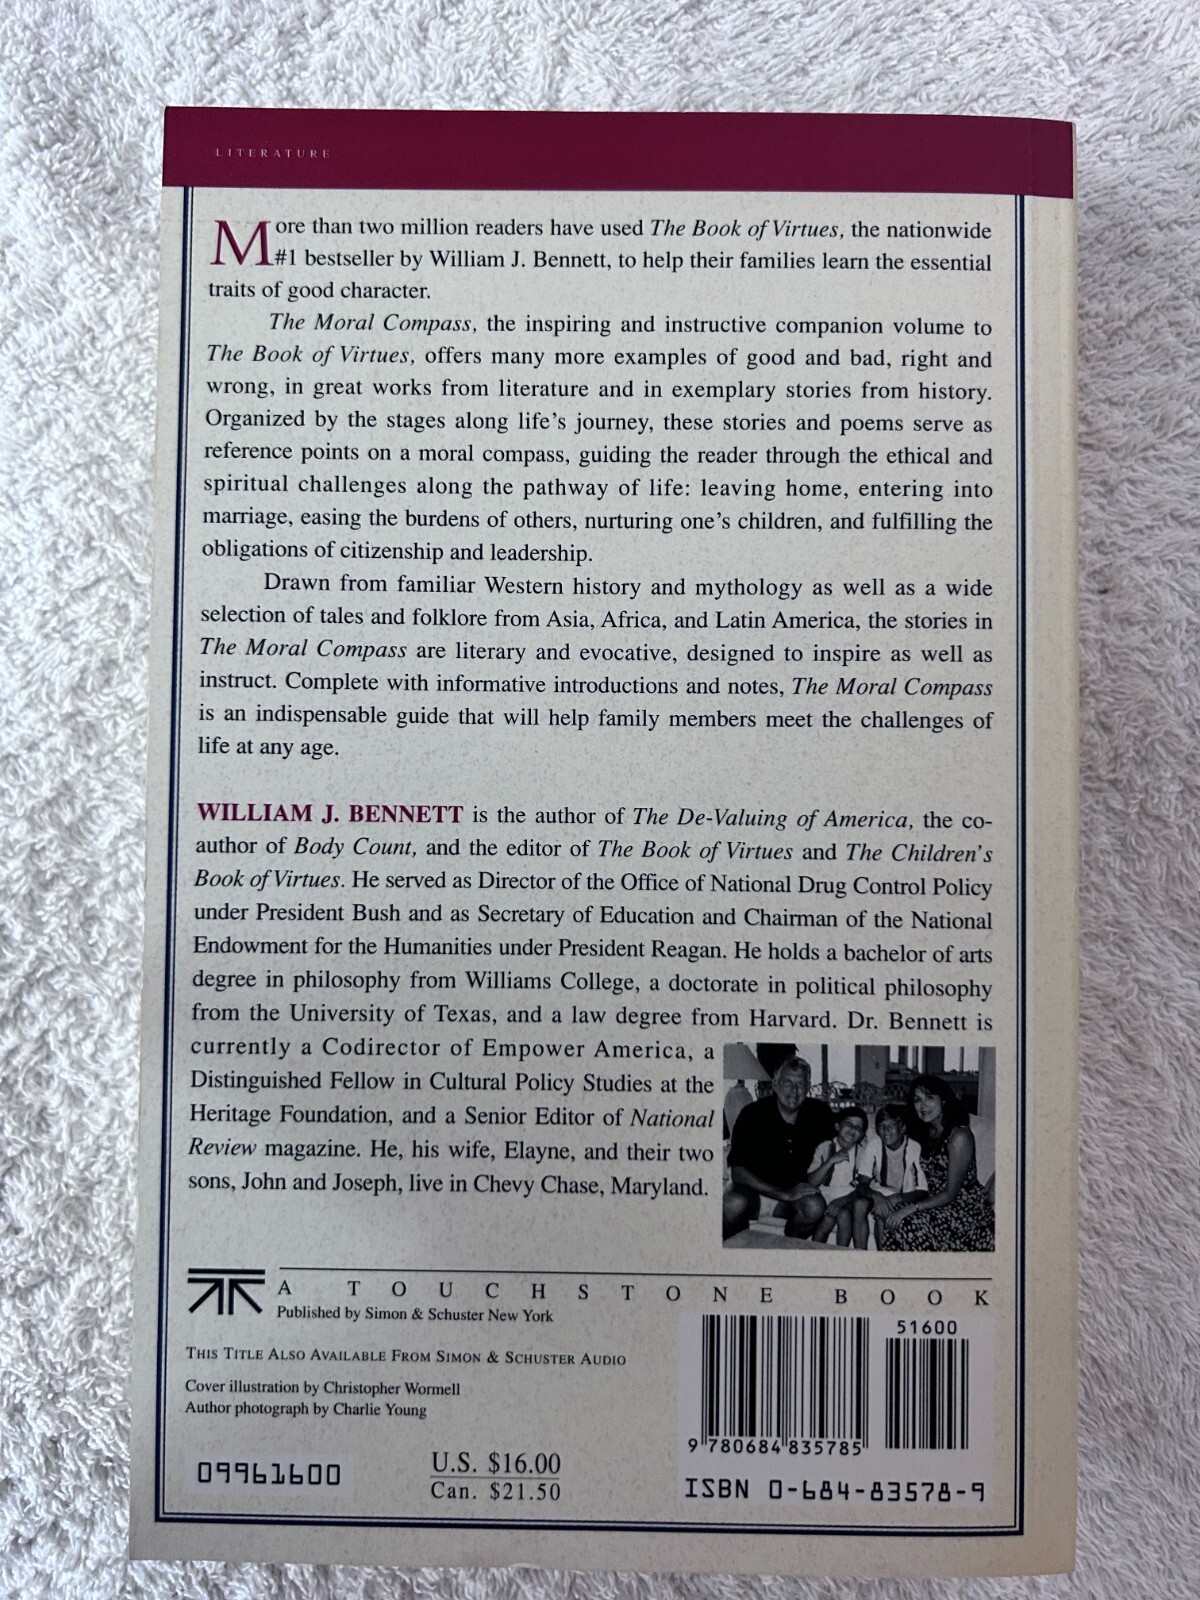 LITERATURE
More than two million readers have used The Book of Virtues, the nationwide
#1 bestseller by William J. Bennett, to help their families learn the essential
traits of good character.
The Moral Compass, the inspiring and instructive companion volume to
The Book of Virtues, offers many more examples of good and bad, right and
wrong, in great works from literature and in exemplary stories from history.
Organized by the stages along life's journey, these stories and poems serve as
reference points on a moral compass, guiding the reader through the ethical and
spiritual challenges along the pathway of life: leaving home, entering into
marriage, easing the burdens of others, nurturing one's children, and fulfilling the
obligations of citizenship and leadership.
Drawn from familiar Western history and mythology as well as a wide
selection of tales and folklore from Asia, Africa, and Latin America, the stories in
The Moral Compass are literary and evocative, designed to inspire as well as
instruct. Complete with informative introductions and notes, The Moral Compass
is an indispensable guide that will help family members meet the challenges of
life at any age.
WILLIAM J. BENNETT is the author of The De-Valuing of America, the co-
author of Body Count, and the editor of The Book of Virtues and The Children's
Book of Virtues. He served as Director of the Office of National Drug Control Policy
under President Bush and as Secretary of Education and Chairman of the National
Endowment for the Humanities under President Reagan. He holds a bachelor of arts
degree in philosophy from Williams College, a doctorate in political philosophy
from the University of Texas, and a law degree from Harvard. Dr. Bennett is
currently a Codirector of Empower America, a
Distinguished Fellow in Cultural Policy Studies at the
Heritage Foundation, and a Senior Editor of National
Review magazine. He, his wife, Elayne, and their two
sons, John and Joseph, live in Chevy Chase, Maryland.
A TOUCHSTONE BOOK
Published by Simon & Schuster New York
THIS TITLE ALSO AVAILABLE FROM SIMON & SCHUSTER AUDIO
Cover illustration by Christopher Wormell
Author photograph by Charlie Young
09961600
U.S. $16.00
Can. $21.50
51600
9 780684 835785
ISBN 0-684-83578-9